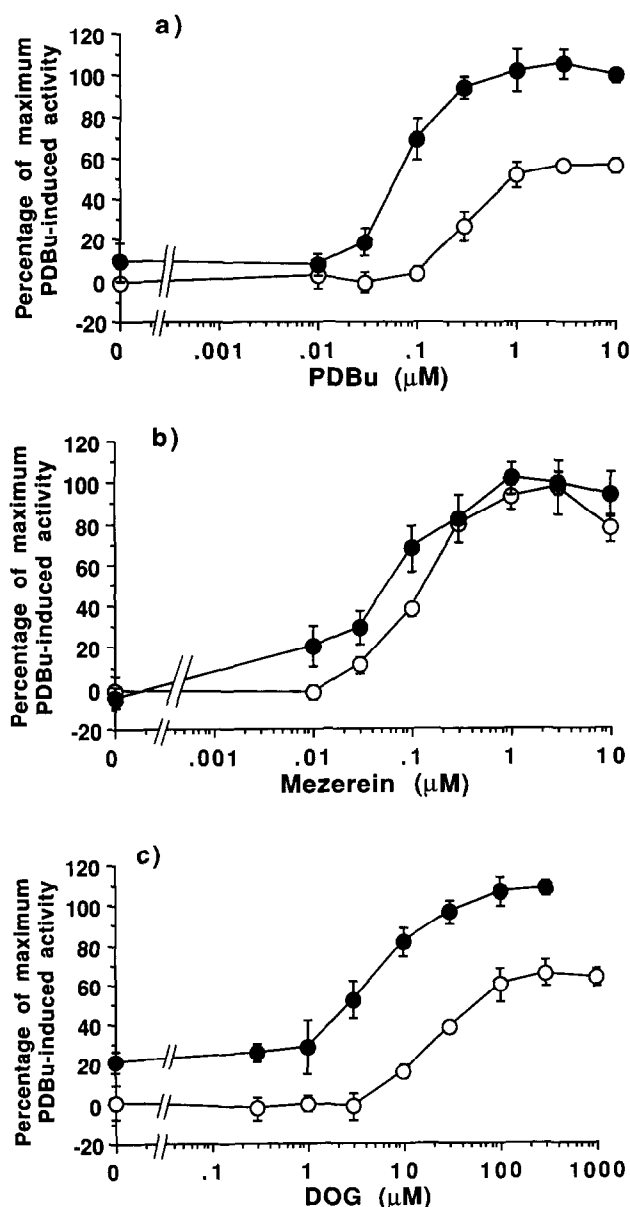 a)
Percentage of maximum
PDBu-induced activity
120
100
80
60
40
20
0
-20
0 .001 .01 .1 1 10
PDBu (μM)
b)
Percentage of maximum
PDBu-induced activity
120
100
80
60
40
20
0
-20
0 .001 .01 .1 1 10
Mezerein (μM)
c)
Percentage of maximum
PDBu-induced activity
120
100
80
60
40
20
0
-20
0 .1 1 10 100 1000
DOG (μM)